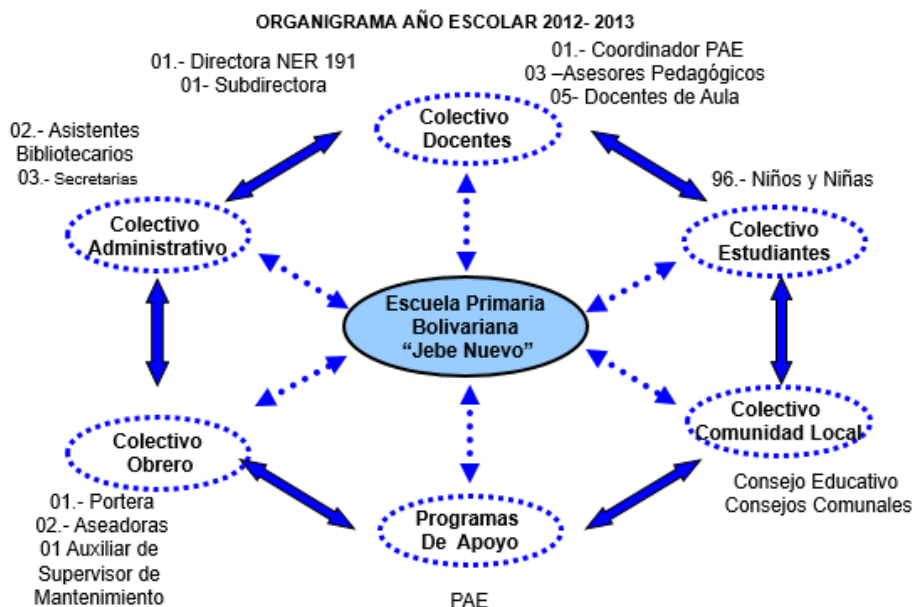 ORGANIGRAMA AÑO ESCOLAR 2012- 2013
01.- Directora NER 191
01- Subdirectora
01.- Coordinador PAE
03 –Asesores Pedagógicos
05- Docentes de Aula
Colectivo
Docentes
02.- Asistentes
Bibliotecarios
03.- Secretarias
96.- Niños y Niñas
Colectivo
Administrativo
Colectivo
Estudiantes
Escuela Primaria
Bolivariana
“Jebe Nuevo”
Colectivo
Obrero
Colectivo
Comunidad Local
01.- Portera
02.- Aseadoras
01 Auxiliar de
Supervisor de
Mantenimiento
Programas
De Apoyo
Consejo Educativo
Consejos Comunales
PAE